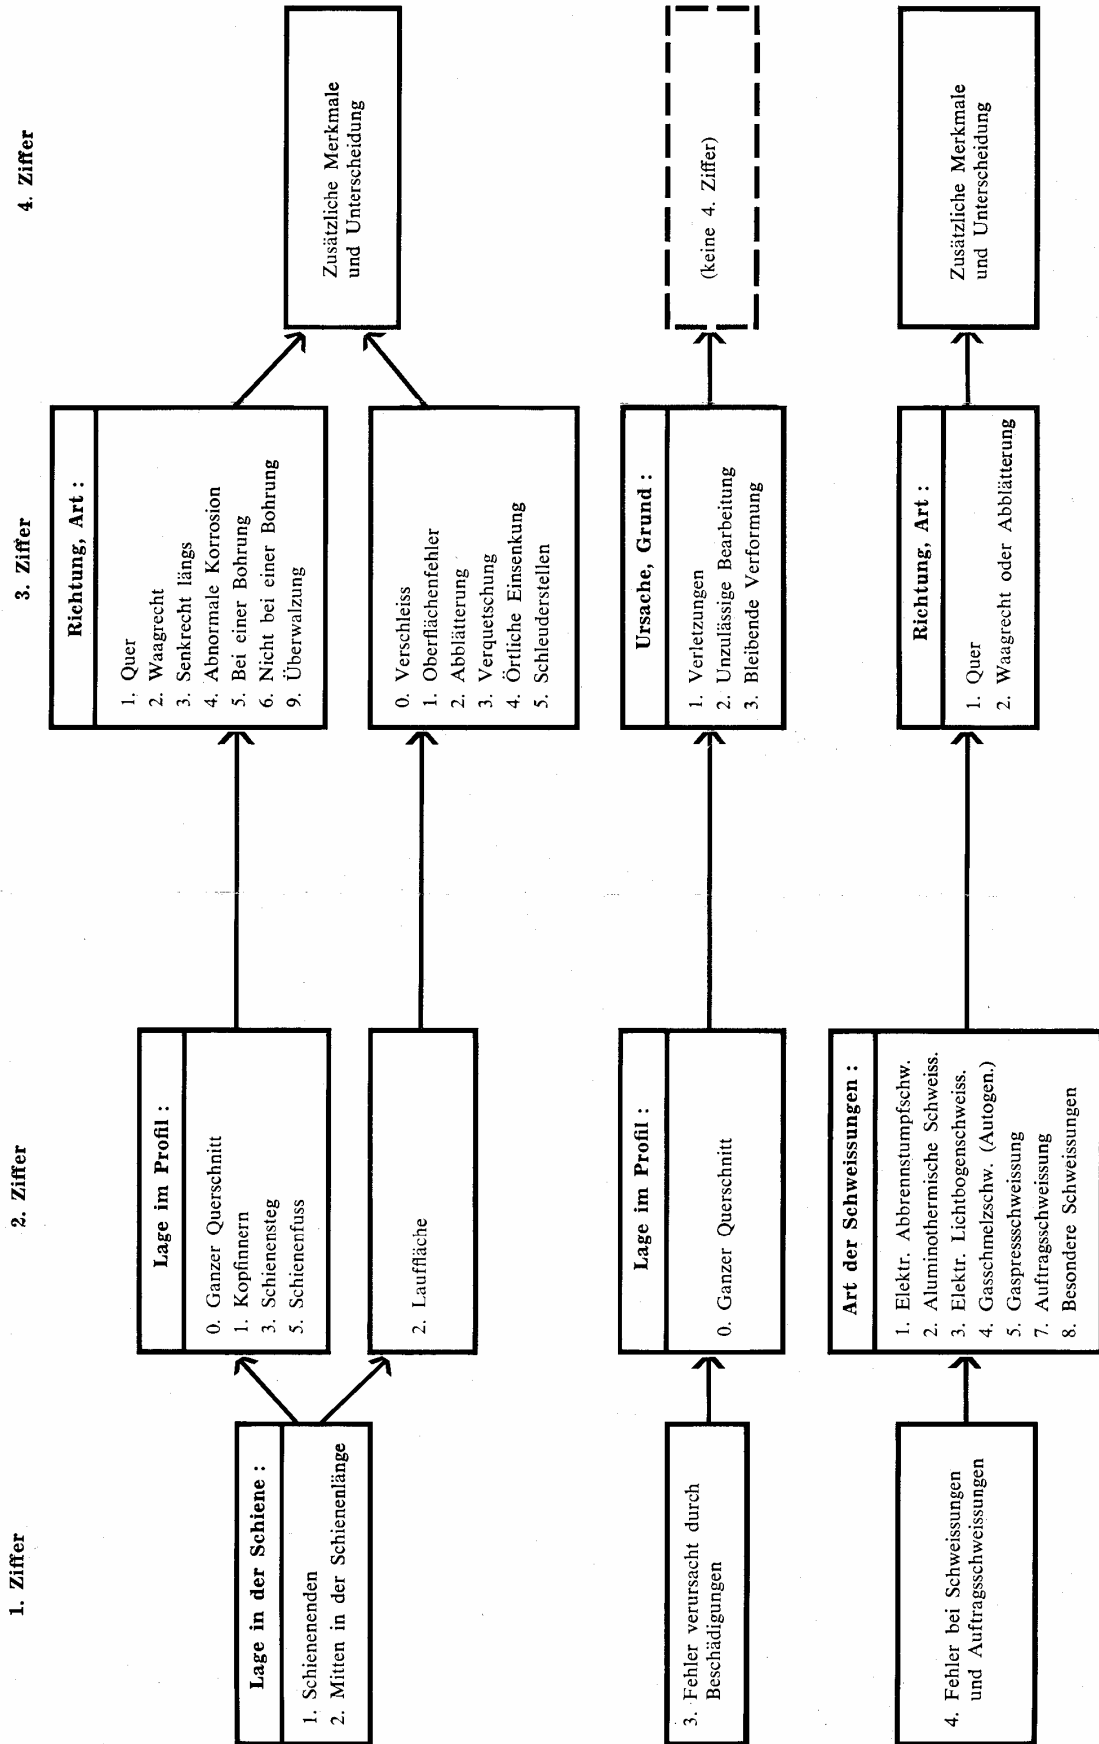 1. Ziffer
2. Ziffer
3. Ziffer
4. Ziffer
Lage in der Schiene :
1. Schienenenden
2. Mitten in der Schienenlänge
Lage im Profil :
0. Ganzer Querschnitt
1. Kopfinnern
3. Schienensteg
5. Schienenfuss
2. Lauffläche
Richtung, Art :
1. Quer
2. Waagrecht
3. Senkrecht längs
4. Abnormale Korrosion
5. Bei einer Bohrung
6. Nicht bei einer Bohrung
9. Überwalzung
0. Verschleiss
1. Oberflächenfehler
2. Abblätterung
3. Verquetschung
4. Örtliche Einsenkung
5. Schleuderstellen
Zusätzliche Merkmale
und Unterscheidung
3. Fehler verursacht durch
Beschädigungen
Lage im Profil :
0. Ganzer Querschnitt
Ursache, Grund :
1. Verletzungen
2. Unzulässige Bearbeitung
3. Bleibende Verformung
(keine 4. Ziffer)
4. Fehler bei Schweissungen
und Auftragsschweissungen
Art der Schweissungen :
1. Elektr. Abbrennstumpfschw.
2. Aluminothermische Schweiss.
3. Elektr. Lichtbogenschweiss.
4. Gasschmelzschw. (Autogen.)
5. Gaspressschweissung
7. Auftragsschweissung
8. Besondere Schweissungen
Richtung, Art :
1. Quer
2. Waagrecht oder Abblätterung
Zusätzliche Merkmale
und Unterscheidung